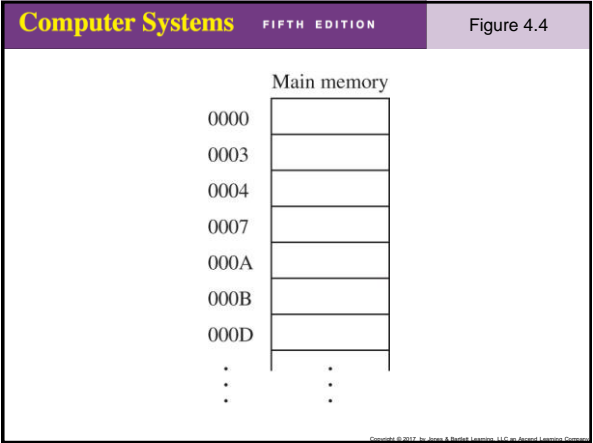 Computer Systems FIFTH EDITION Figure 4.4
Main memory
0000
0003
0004
0007
000A
000B
000D
Copyright © 2017 by Jones & Bartlett Learning, LLC an Ascend Learning Company